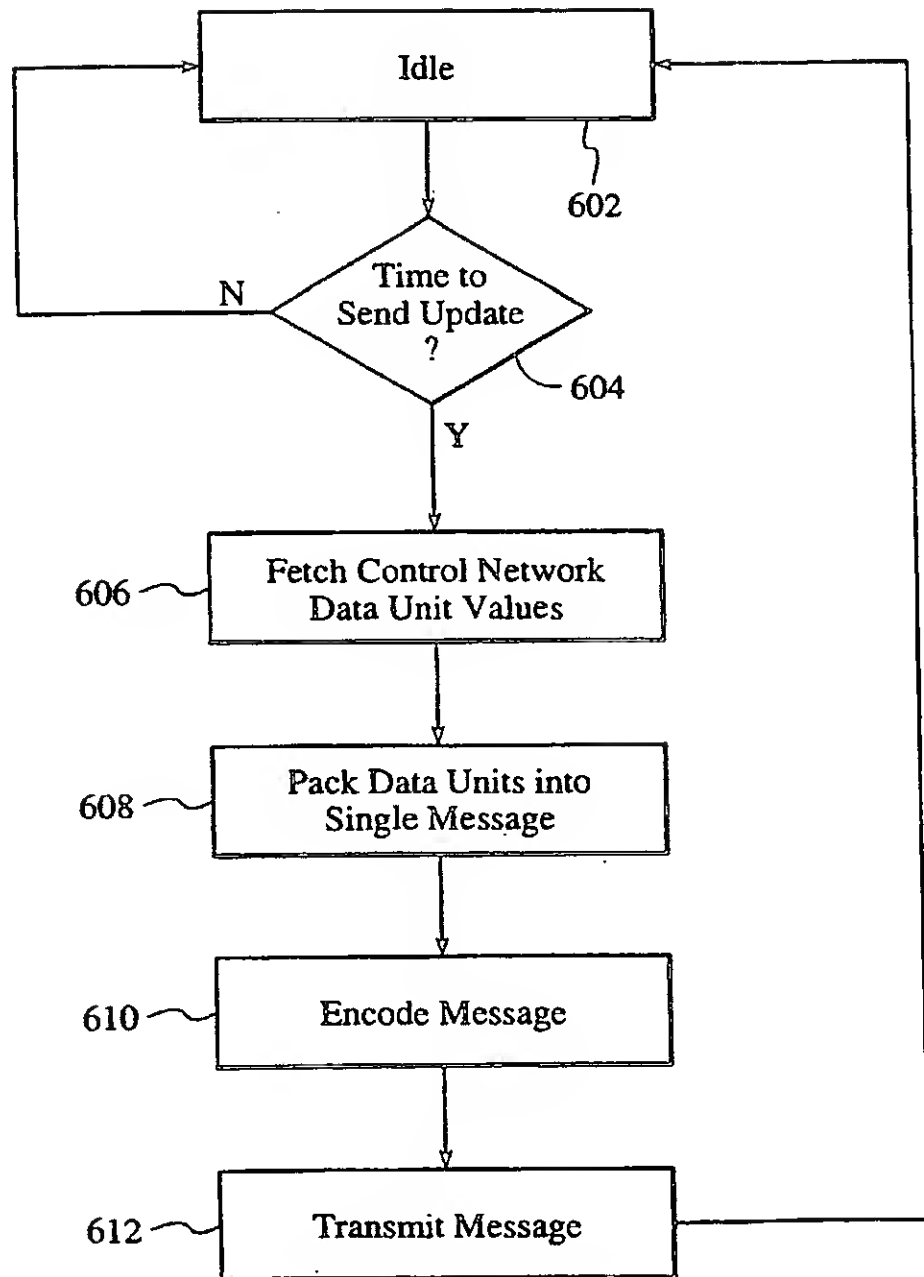 Idle
602
Time to
Send Update
?
N
604
Y
606
Fetch Control Network
Data Unit Values
608
Pack Data Units into
Single Message
610
Encode Message
612
Transmit Message